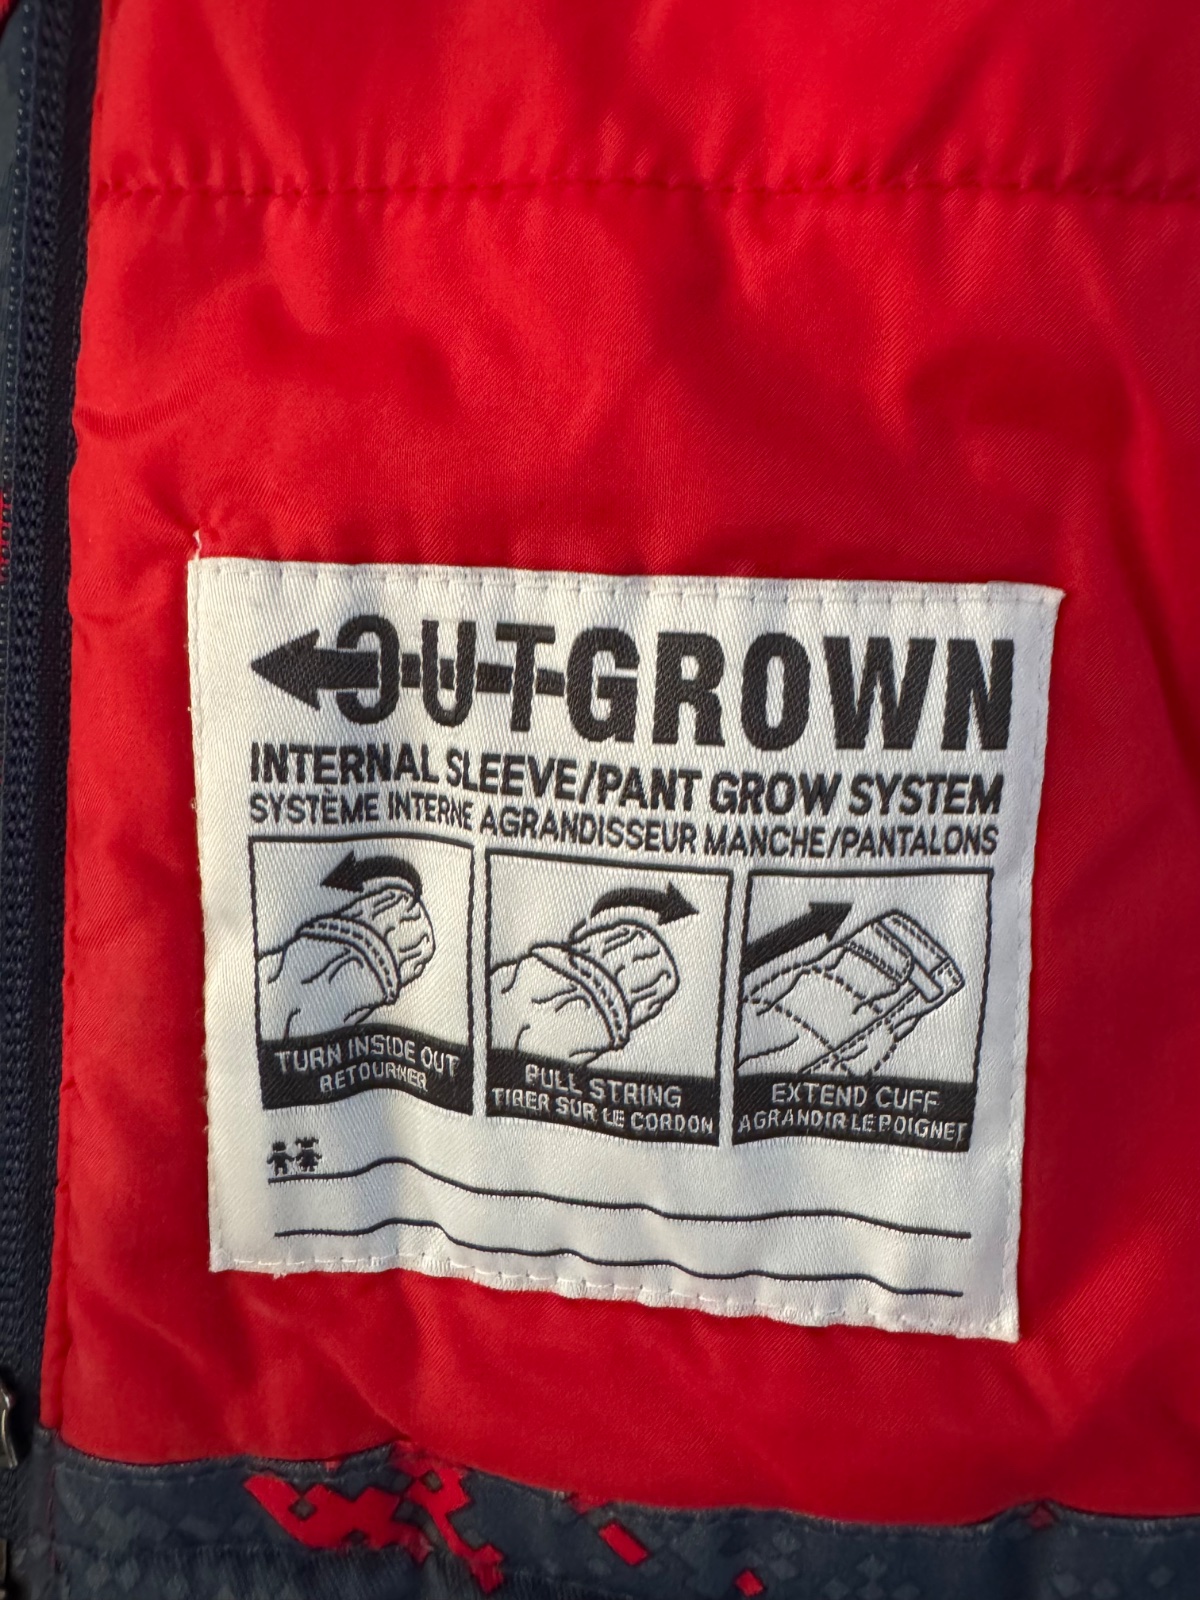 OUTGROWN
INTERNAL SLEEVE/PANT GROW SYSTEM
SYSTÈME INTERNE AGRANDISSEUR MANCHE/PANTALONS
TURN INSIDE OUT
RETOURNER
PULL STRING
TIRER SUR LE CORDON
EXTEND CUFF
AGRANDIR LE POIGNET